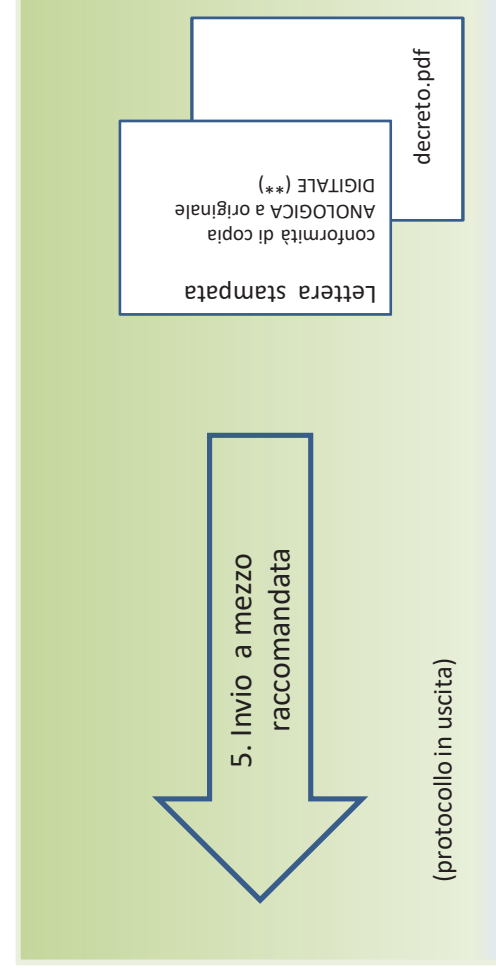 5. Invio a mezzo
raccomandata
(protocollo in uscita)
Lettera stampata
conformità di copia
ANOLOGICA a originale
DIGITALE (**)
decreto.pdf